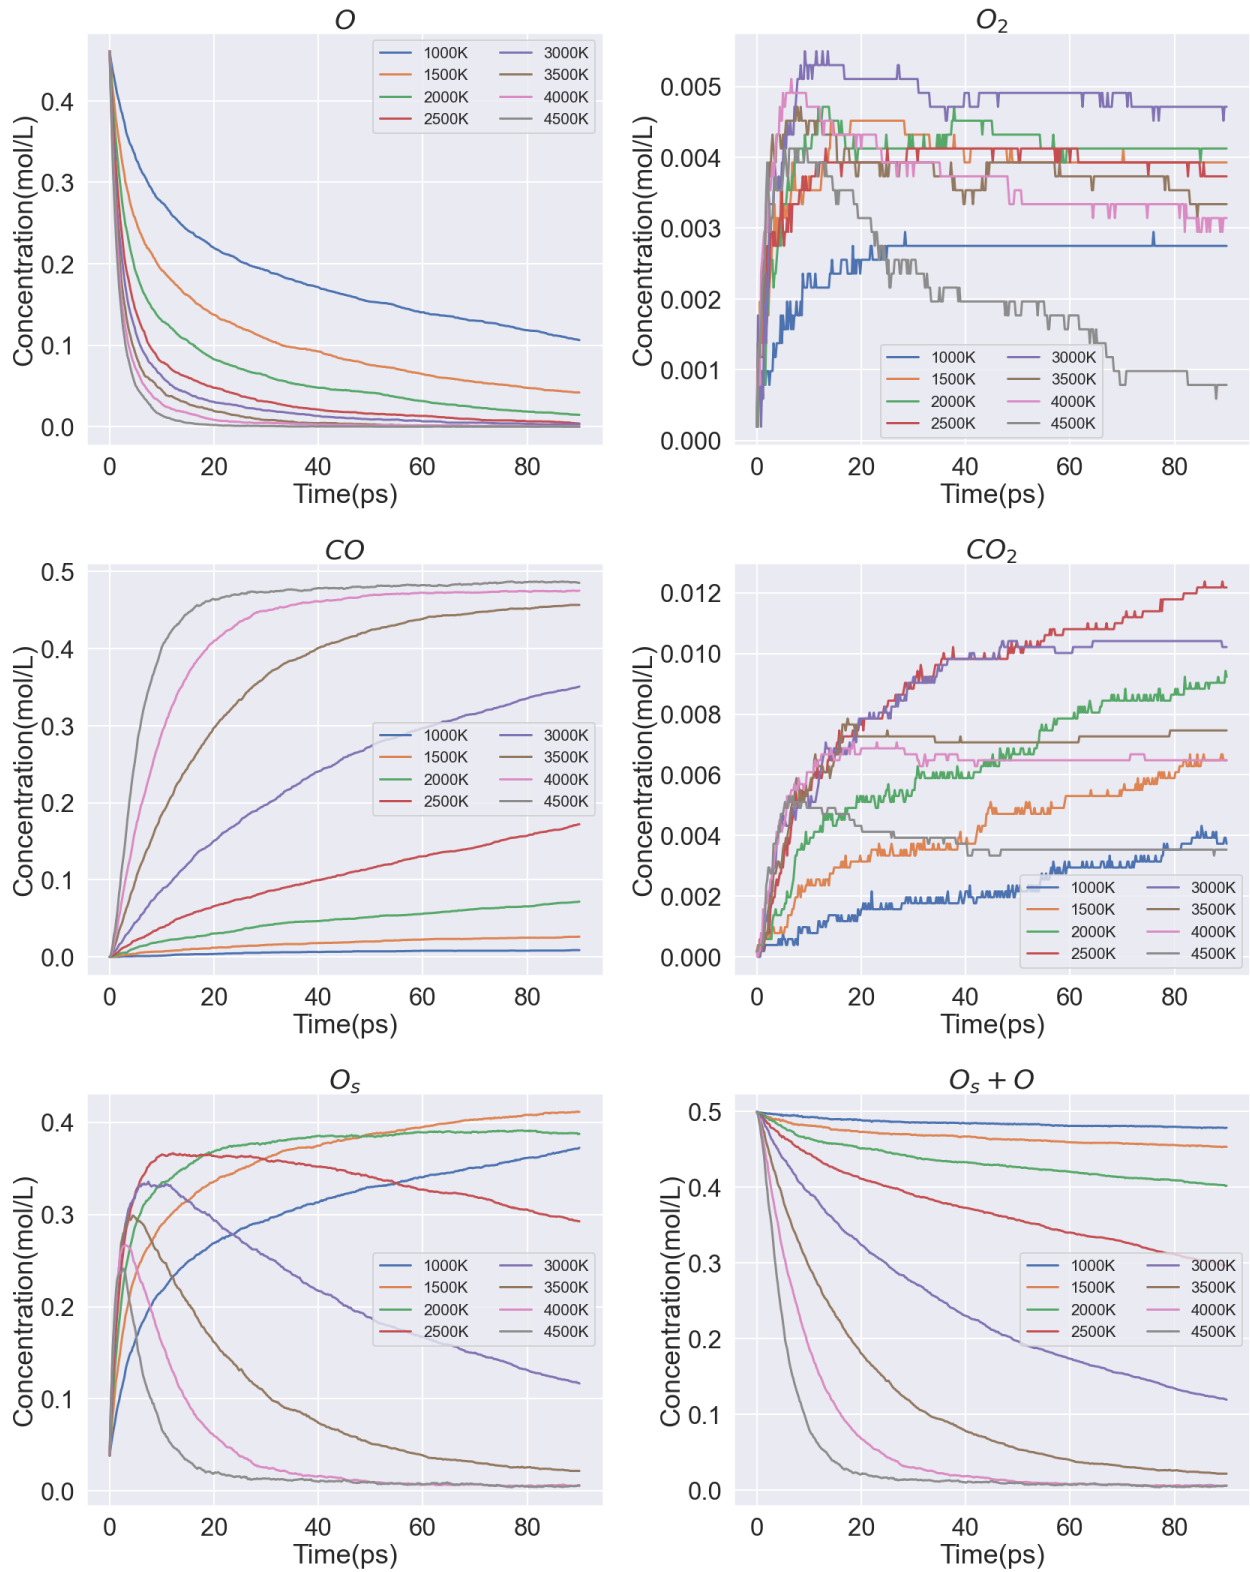 O
Concentration(mol/L)
0.4
0.3
0.2
0.1
0.0
1000K 3000K
1500K 3500K
2000K 4000K
2500K 4500K
0 20 40 60 80
Time(ps)
O₂
Concentration(mol/L)
0.005
0.004
0.003
0.002
0.001
0.000
1000K 3000K
1500K 3500K
2000K 4000K
2500K 4500K
0 20 40 60 80
Time(ps)
CO
Concentration(mol/L)
0.5
0.4
0.3
0.2
0.1
0.0
1000K 3000K
1500K 3500K
2000K 4000K
2500K 4500K
0 20 40 60 80
Time(ps)
CO₂
Concentration(mol/L)
0.012
0.010
0.008
0.006
0.004
0.002
0.000
1000K 3000K
1500K 3500K
2000K 4000K
2500K 4500K
0 20 40 60 80
Time(ps)
Oₛ
Concentration(mol/L)
0.4
0.3
0.2
0.1
0.0
1000K 3000K
1500K 3500K
2000K 4000K
2500K 4500K
0 20 40 60 80
Time(ps)
Oₛ + O
Concentration(mol/L)
0.5
0.4
0.3
0.2
0.1
0.0
1000K 3000K
1500K 3500K
2000K 4000K
2500K 4500K
0 20 40 60 80
Time(ps)